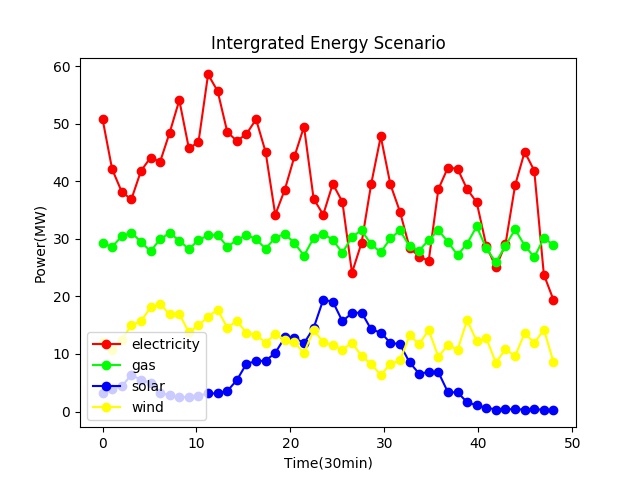 Intergrated Energy Scenario
Power(MW)
60
50
40
30
20
10
0
electricity
gas
solar
wind
0 10 20 30 40 50
Time(30min)